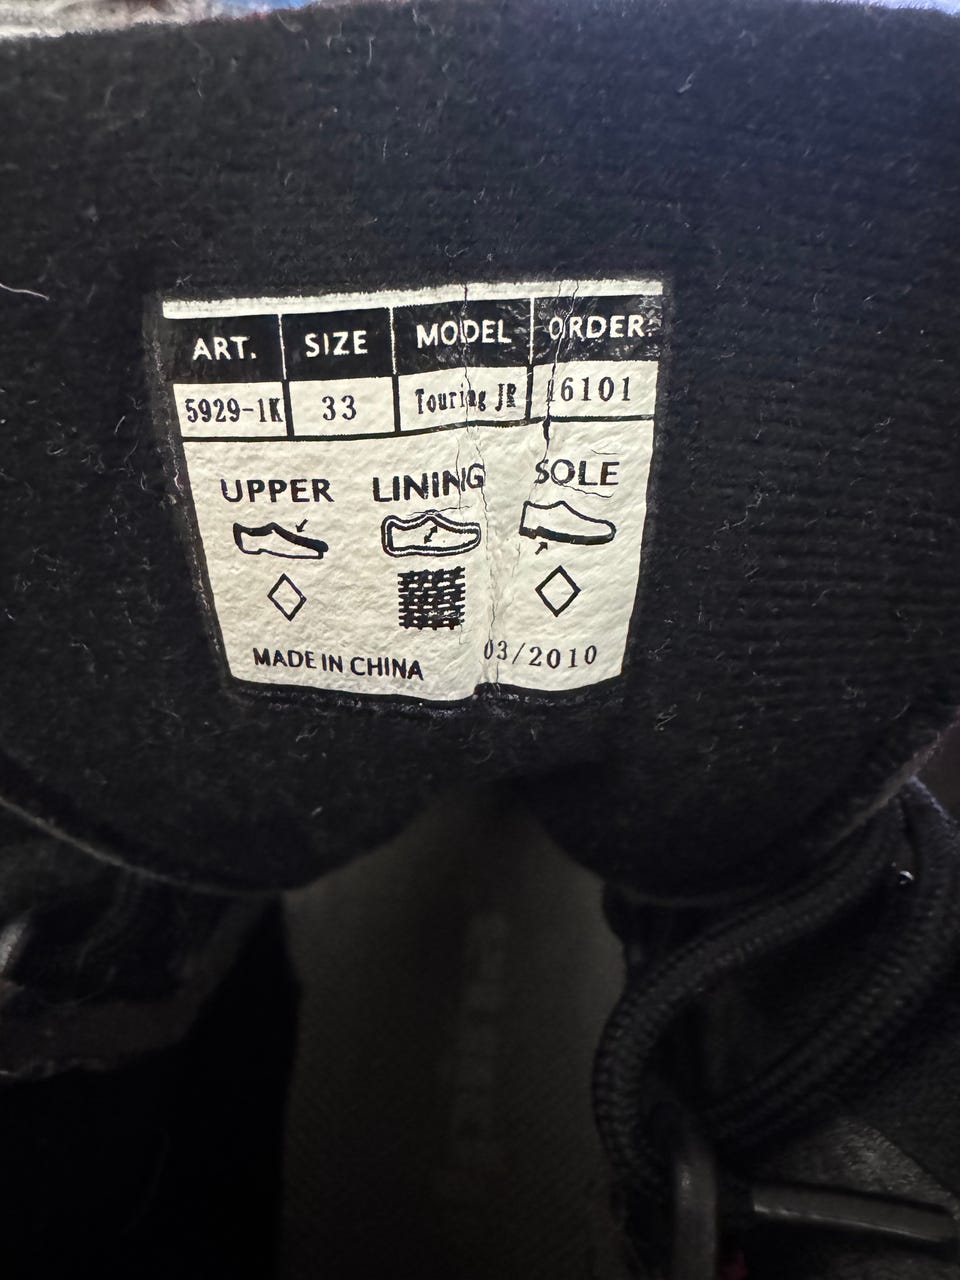 ART. SIZE MODEL ORDER:
5929-1K 33 Touring JR 16101
UPPER LINING SOLE
MADE IN CHINA 03/2010